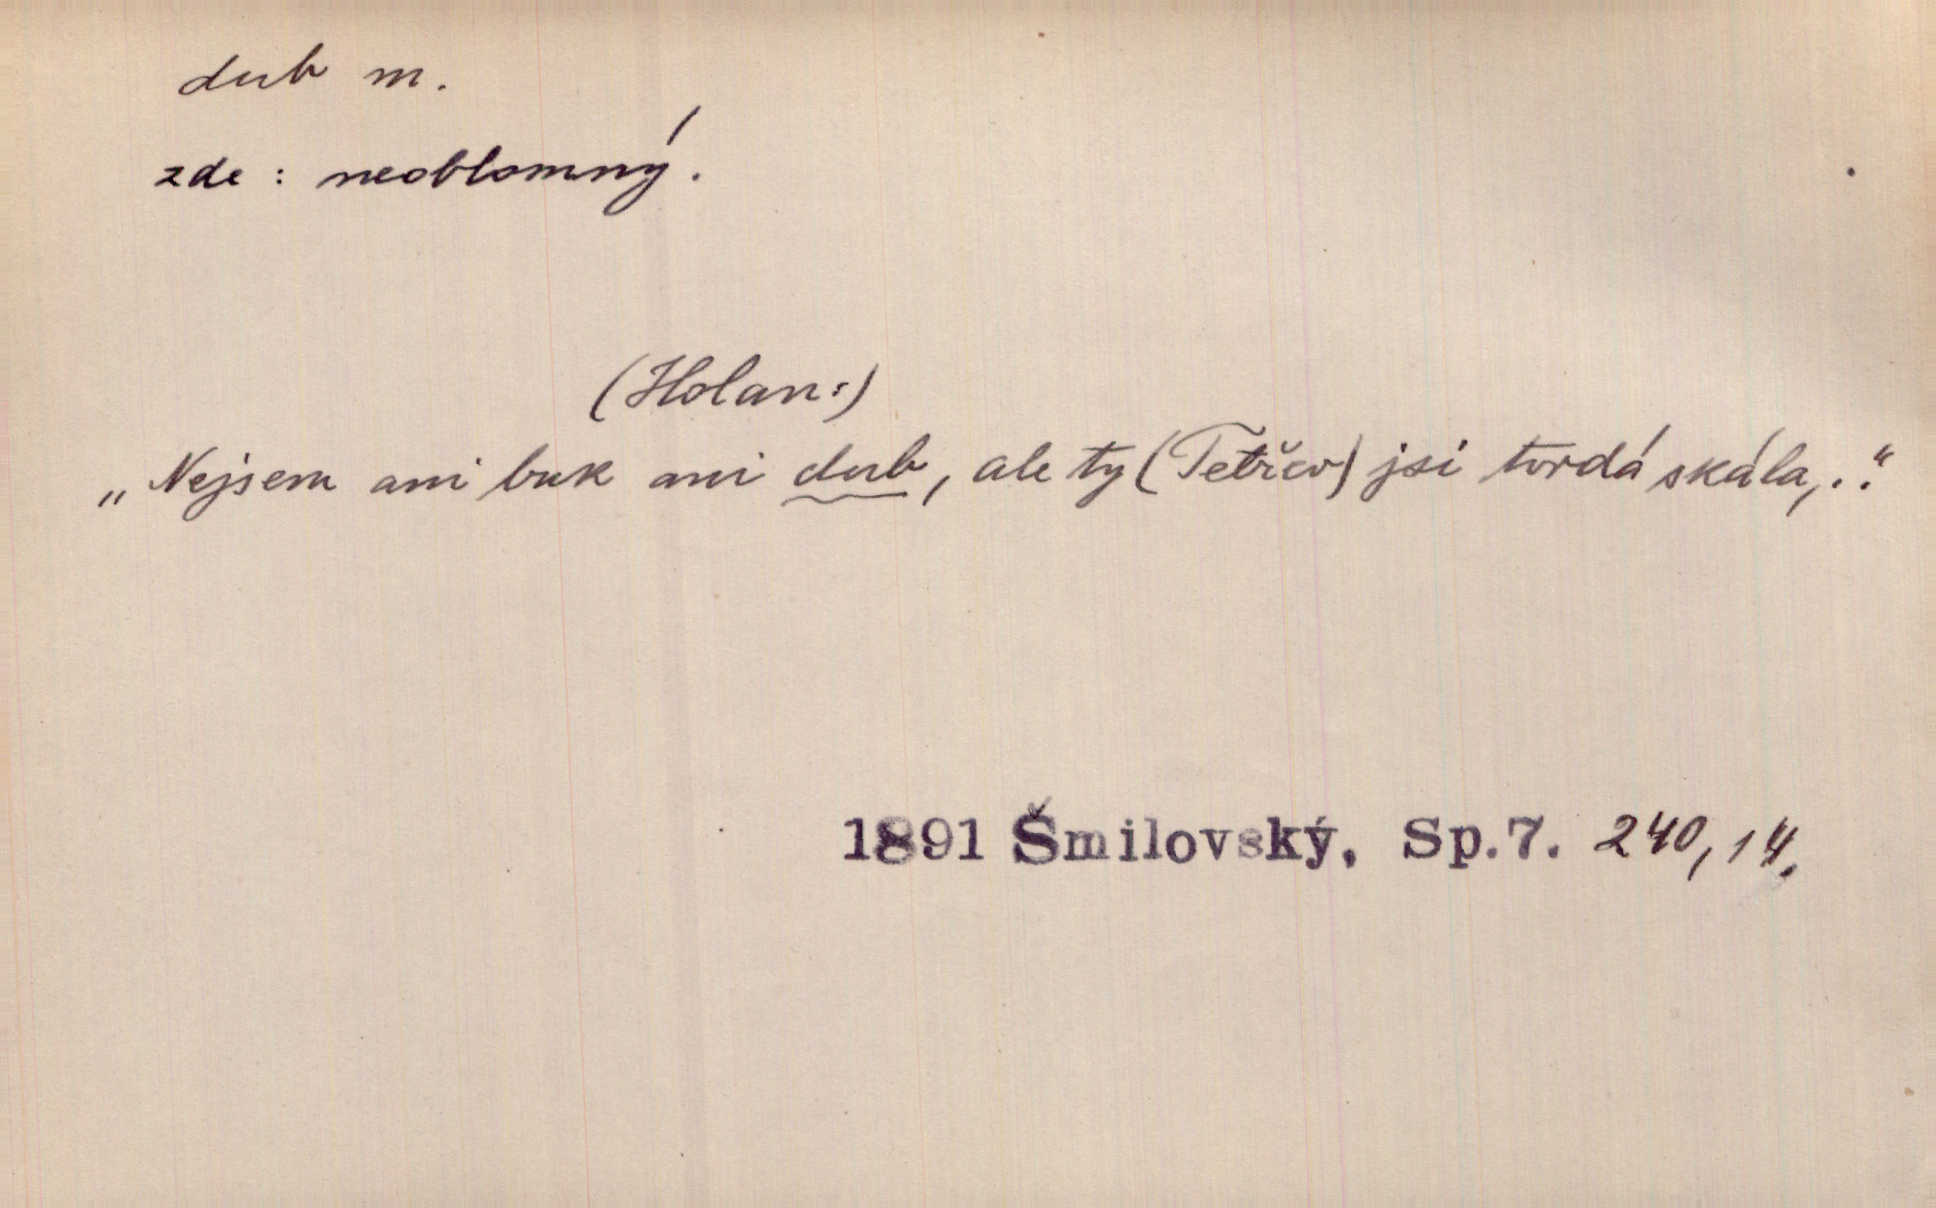 dub m.
zde : neoblomný.
(Holan:)
„Nejsem ani buk ani dub, ale ty (Tetřev) jsi tvrdá skála,..“
1891 Šmilovský, Sp.7. 240, 14.